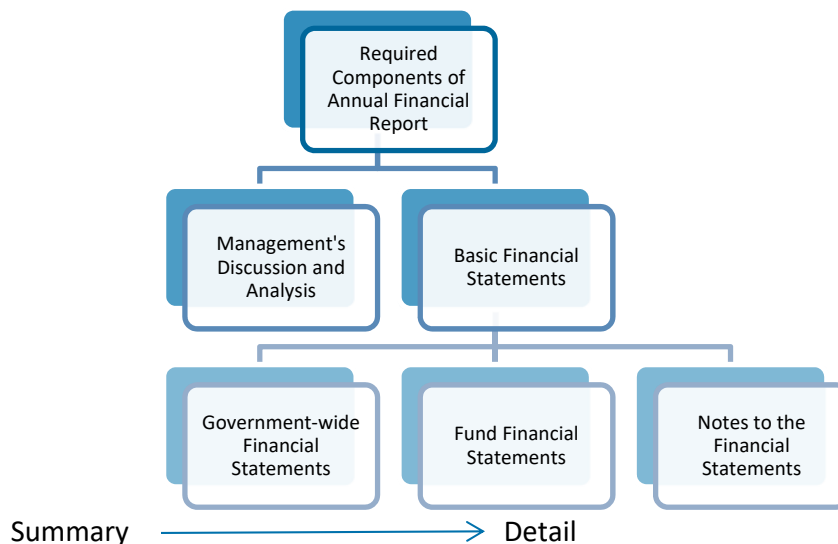 Required
Components of
Annual Financial
Report
Management's
Discussion and
Analysis
Basic Financial
Statements
Government-wide
Financial
Statements
Fund Financial
Statements
Notes to the
Financial
Statements
Summary
Detail